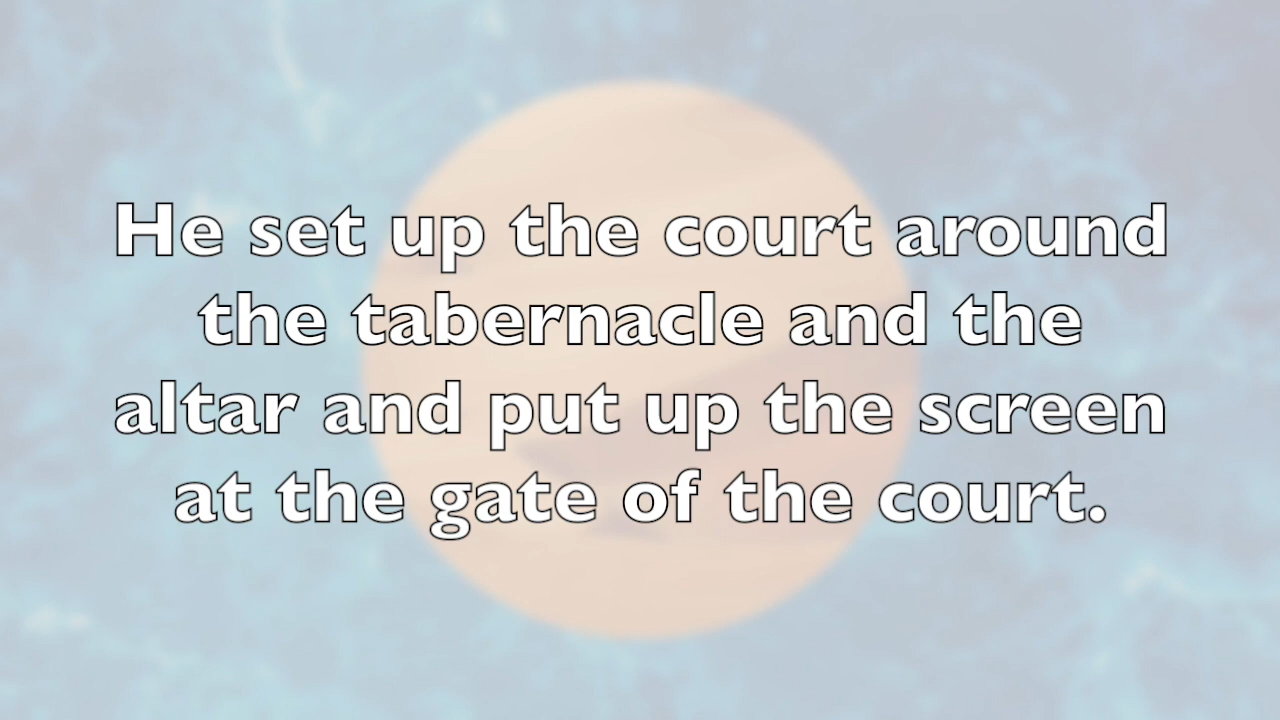 He set up the court around
the tabernacle and the
altar and put up the screen
at the gate of the court.